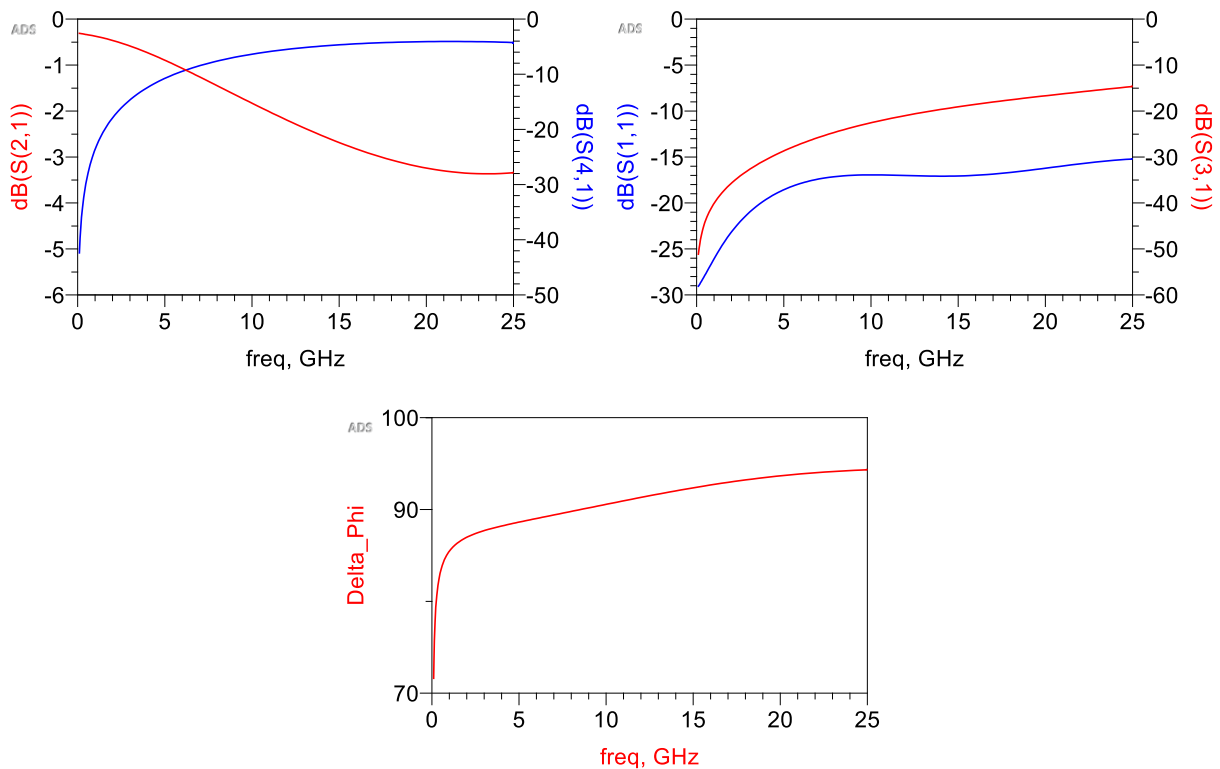 ADS
dB(S(2,1))
0
-1
-2
-3
-4
-5
-6
0
-10
-20
-30
-40
-50
dB(S(4,1))
0 5 10 15 20 25
freq, GHz
ADS
dB(S(1,1))
0
-5
-10
-15
-20
-25
-30
0
-10
-20
-30
-40
-50
-60
dB(S(3,1))
0 5 10 15 20 25
freq, GHz
ADS
Delta_Phi
100
90
70
0 5 10 15 20 25
freq, GHz